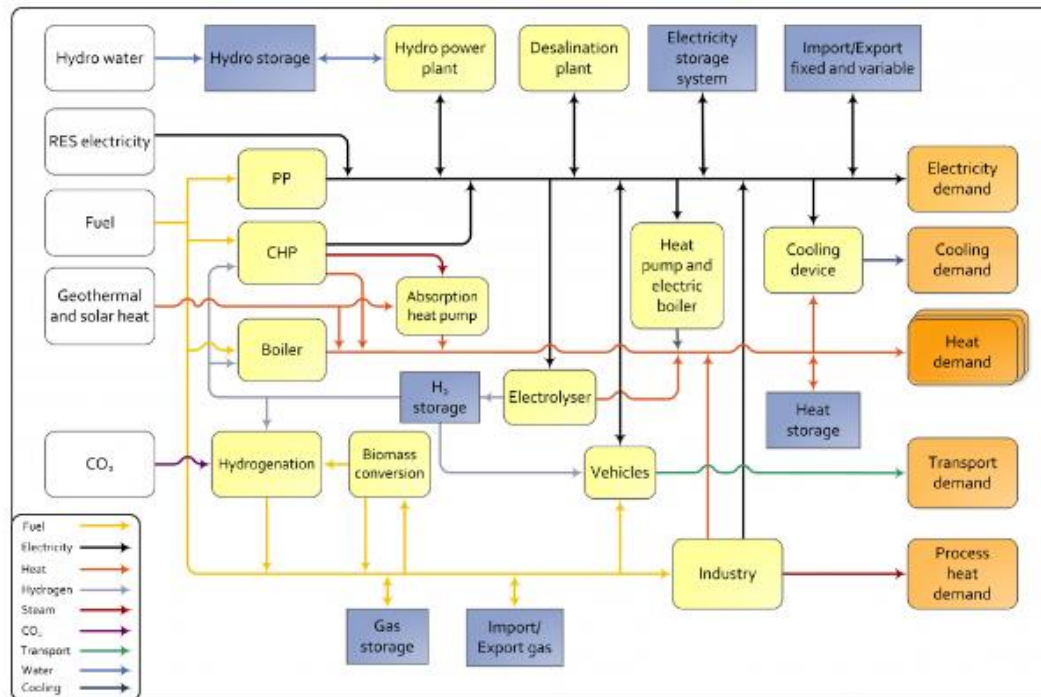 Hydro water
Hydro storage
Hydro power
plant
Desalination
plant
Electricity
storage
system
Import/Export
fixed and variable
RES electricity
PP
Electricity
demand
Fuel
CHP
Heat
pump and
electric
boiler
Cooling
device
Cooling
demand
Geothermal
and solar heat
Absorption
heat pump
Boiler
Heat
demand
H₂
storage
Electrolyser
Heat
storage
CO₂
Hydrogenation
Biomass
conversion
Vehicles
Transport
demand
Industry
Process
heat
demand
Gas
storage
Import/
Export gas
Fuel
Electricity
Heat
Hydrogen
Steam
CO₂
Transport
Water
Cooling